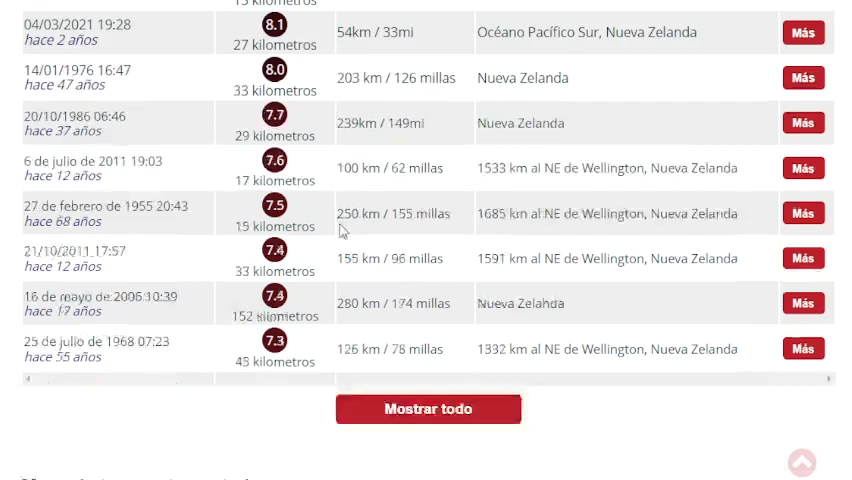 04/03/2021 19:28
hace 2 años
8.1
27 kilometros
54km / 33mi
Océano Pacífico Sur, Nueva Zelanda
Más
14/01/1976 16:47
hace 47 años
8.0
33 kilometros
203 km / 126 millas
Nueva Zelanda
Más
20/10/1986 06:46
hace 37 años
7.7
29 kilometros
239km / 149mi
Nueva Zelanda
Más
6 de julio de 2011 19:03
hace 12 años
7.6
17 kilometros
100 km / 62 millas
1533 km al NE de Wellington, Nueva Zelanda
Más
27 de febrero de 1955 20:43
hace 68 años
7.5
15 kilometros
250 km / 155 millas
1685 km al NE de Wellington, Nueva Zelanda
Más
21/10/2011 17:57
hace 12 años
7.4
33 kilometros
155 km / 96 millas
1591 km al NE de Wellington, Nueva Zelanda
Más
16 de mayo de 2006 10:39
hace 17 años
7.4
152 kilometros
280 km / 174 millas
Nueva Zelanda
Más
25 de julio de 1968 07:23
hace 55 años
7.3
43 kilometros
126 km / 78 millas
1332 km al NE de Wellington, Nueva Zelanda
Más
Mostrar todo